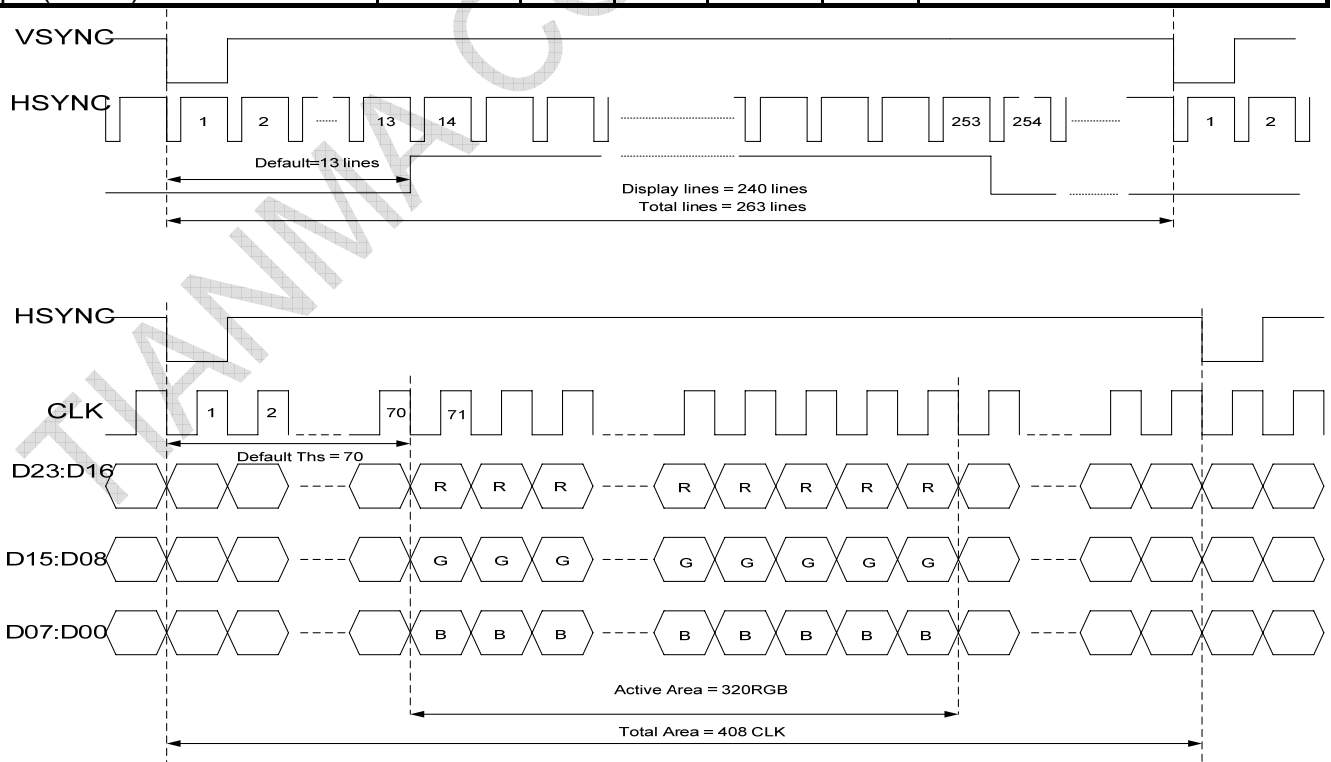 VSYNC
HSYNC 1 2 13 14 253 254 1 2
Default=13 lines
Display lines = 240 lines
Total lines = 263 lines
HSYNC
CLK 1 2 70 71
Default Ths = 70
D23:D16 R R R R R R R R
D15:D08 G G G G G G G G
D07:D00 B B B B B B B B
Active Area = 320RGB
Total Area = 408 CLK
TIANMA